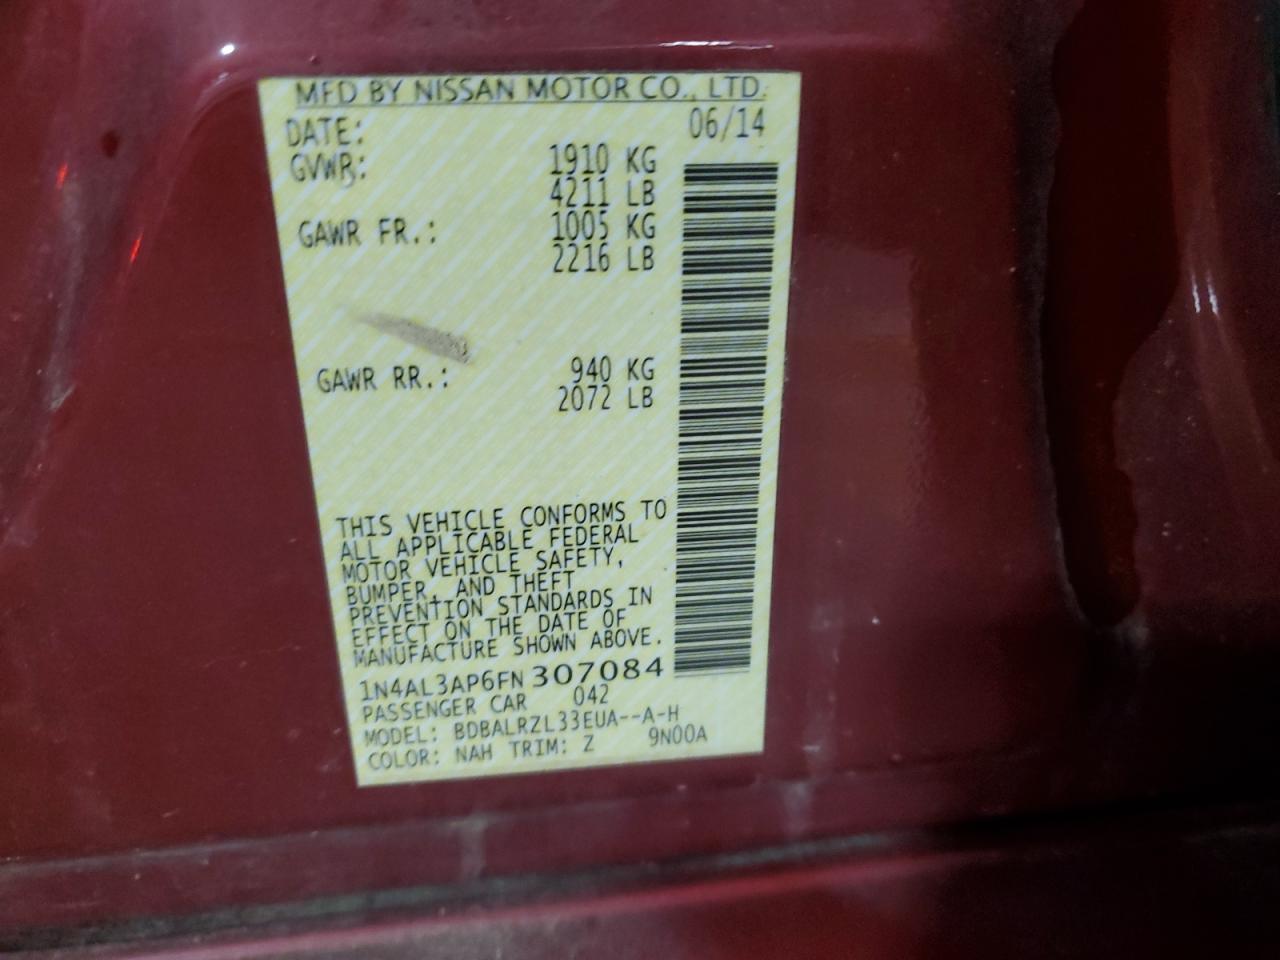 MFD BY NISSAN MOTOR CO., LTD.
DATE: 06/14
GVWR: 1910 KG
4211 LB
GAWR FR.: 1005 KG
2216 LB
GAWR RR.: 940 KG
2072 LB
THIS VEHICLE CONFORMS TO
ALL APPLICABLE FEDERAL
MOTOR VEHICLE SAFETY,
BUMPER, AND THEFT
PREVENTION STANDARDS IN
EFFECT ON THE DATE OF
MANUFACTURE SHOWN ABOVE.
1N4AL3AP6FN307084
PASSENGER CAR 042
MODEL: BDBALRZL33EUA--A-H
COLOR: NAH TRIM: Z 9N00A